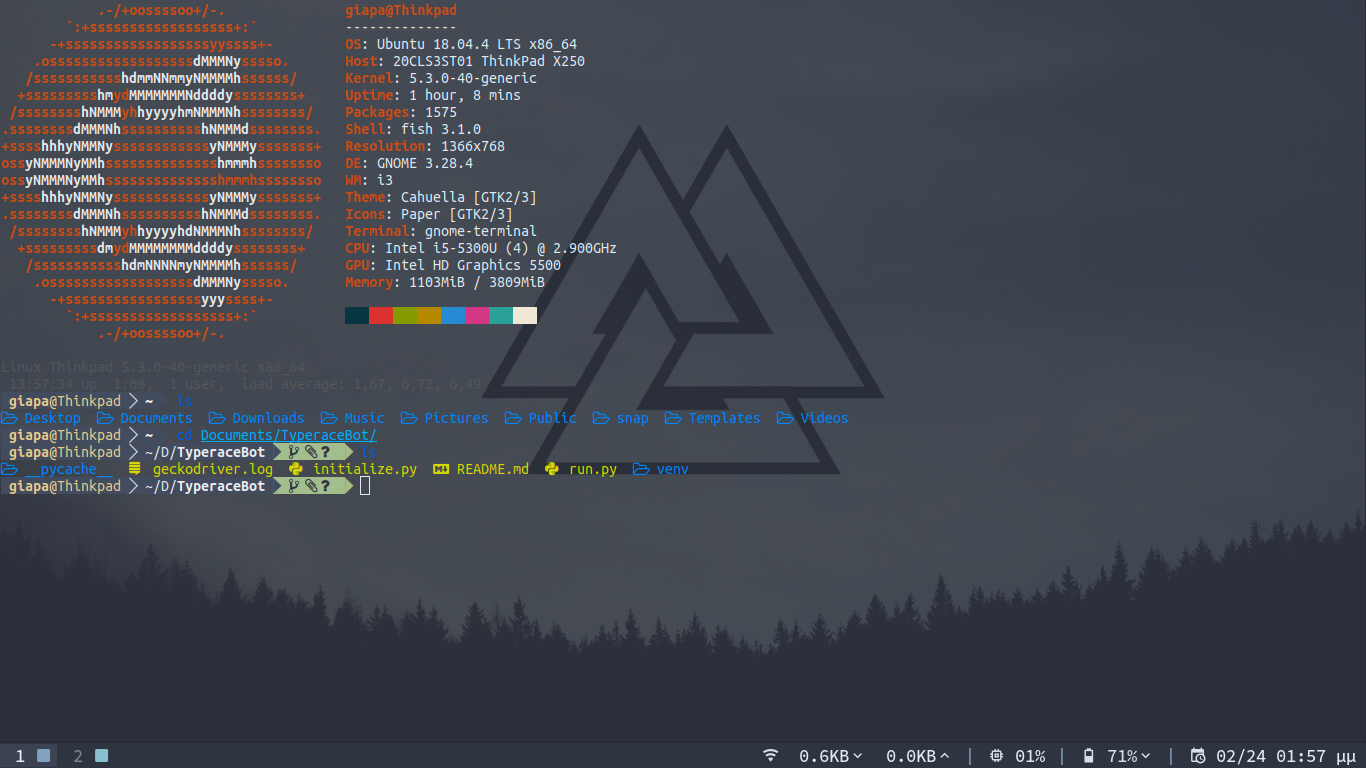 .-/+oossssoo+/-.
`:+ssssssssssssssssss+:`
-+ssssssssssssssssssyyssss+-
.ossssssssssssssssssdMMMNysssso.
/ssssssssssshdmmNNmmyNMMMMhssssss/
+ssssssssshmydMMMMMMMNddddyssssssss+
/sssssssshNMMMyhhyyyyhmNMMMNhssssssss/
.ssssssssdMMMNhsssssssssshNMMMdssssssss.
+sssshhhyNMMNyssssssssssssyNMMMysssssss+
ossyNMMMNyMMhsssssssssssssshmmmhssssssso
ossyNMMMNyMMhsssssssssssssshmmmhssssssso
+sssshhhyNMMNyssssssssssssyNMMMysssssss+
.ssssssssdMMMNhsssssssssshNMMMdssssssss.
/sssssssshNMMMyhhyyyyhdNMMMNhssssssss/
+sssssssssdmydMMMMMMMMddddyssssssss+
/ssssssssssshdmNNNNmyNMMMMhssssss/
.ossssssssssssssssssdMMMNysssso.
-+sssssssssssssssssyyyssss+-
`:+ssssssssssssssssss+:`
.-/+oossssoo+/-.
giapa@Thinkpad
--------------
OS: Ubuntu 18.04.4 LTS x86_64
Host: 20CLS3ST01 ThinkPad X250
Kernel: 5.3.0-40-generic
Uptime: 1 hour, 8 mins
Packages: 1575
Shell: fish 3.1.0
Resolution: 1366x768
DE: GNOME 3.28.4
WM: i3
Theme: Cahuella [GTK2/3]
Icons: Paper [GTK2/3]
Terminal: gnome-terminal
CPU: Intel i5-5300U (4) @ 2.900GHz
GPU: Intel HD Graphics 5500
Memory: 1103MiB / 3809MiB
Linux Thinkpad 5.3.0-40-generic x86_64
13:57:34 up 1:08, 1 user, load average: 1,67, 0,72, 0,49
giapa@Thinkpad ~ ls
Desktop Documents Downloads Music Pictures Public snap Templates Videos
giapa@Thinkpad ~ cd Documents/TyperaceBot/
giapa@Thinkpad ~/D/TyperaceBot ? ls
__pycache__ geckodriver.log initialize.py README.md run.py venv
giapa@Thinkpad ~/D/TyperaceBot ?
1 2 0.6KB 0.0KB | 01% | 71% | 02/24 01:57 μμ